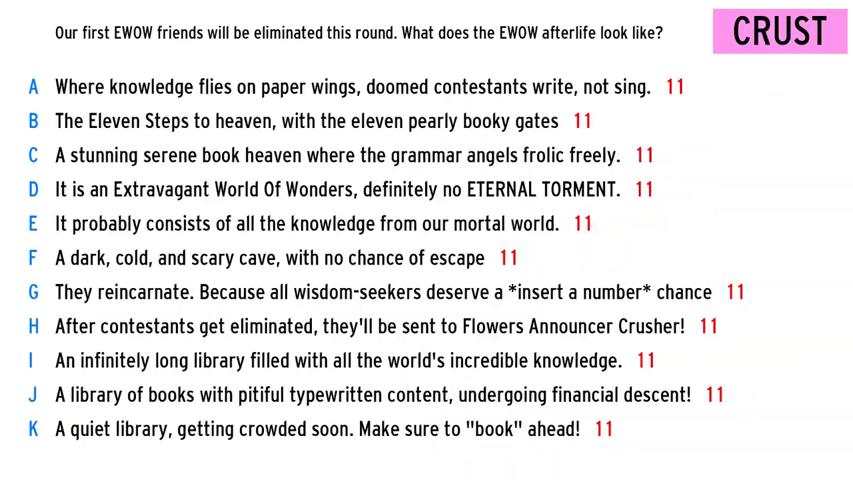 Our first EWOW friends will be eliminated this round. What does the EWOW afterlife look like?
CRUST
A Where knowledge flies on paper wings, doomed contestants write, not sing. 11
B The Eleven Steps to heaven, with the eleven pearly booky gates 11
C A stunning serene book heaven where the grammar angels frolic freely. 11
D It is an Extravagant World Of Wonders, definitely no ETERNAL TORMENT. 11
E It probably consists of all the knowledge from our mortal world. 11
F A dark, cold, and scary cave, with no chance of escape 11
G They reincarnate. Because all wisdom-seekers deserve a *insert a number* chance 11
H After contestants get eliminated, they'll be sent to Flowers Announcer Crusher! 11
I An infinitely long library filled with all the world's incredible knowledge. 11
J A library of books with pitiful typewritten content, undergoing financial descent! 11
K A quiet library, getting crowded soon. Make sure to "book" ahead! 11